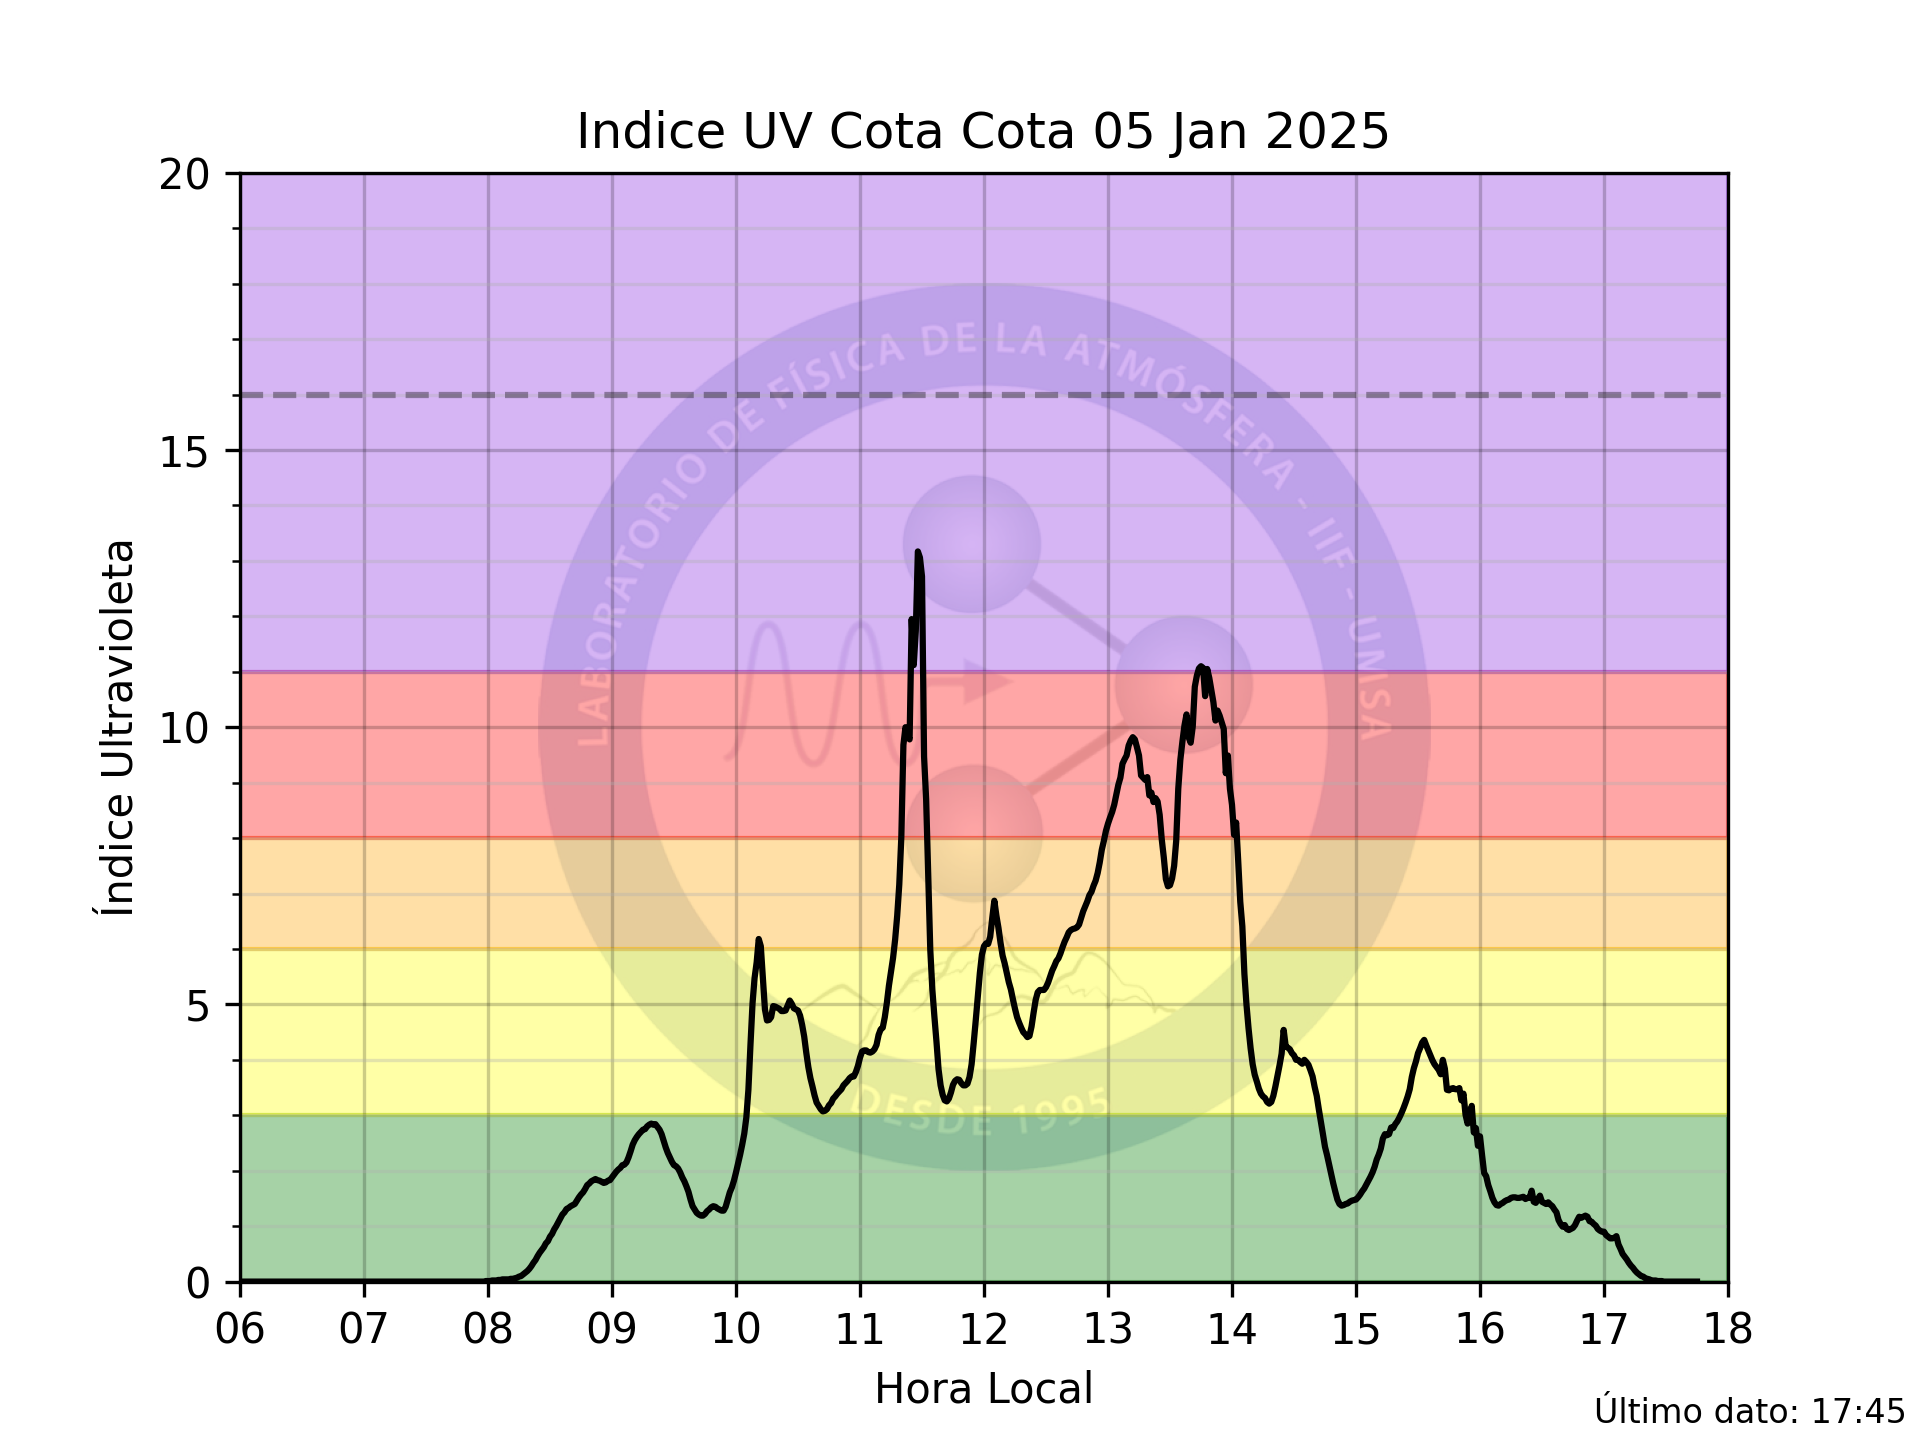 Indice UV Cota Cota 05 Jan 2025
20
15
10
5
0
Índice Ultravioleta
LABORATORIO DE FÍSICA DE LA ATMÓSFERA - IIF - UMSA
DESDE 1995
06 07 08 09 10 11 12 13 14 15 16 17 18
Hora Local
Último dato: 17:45